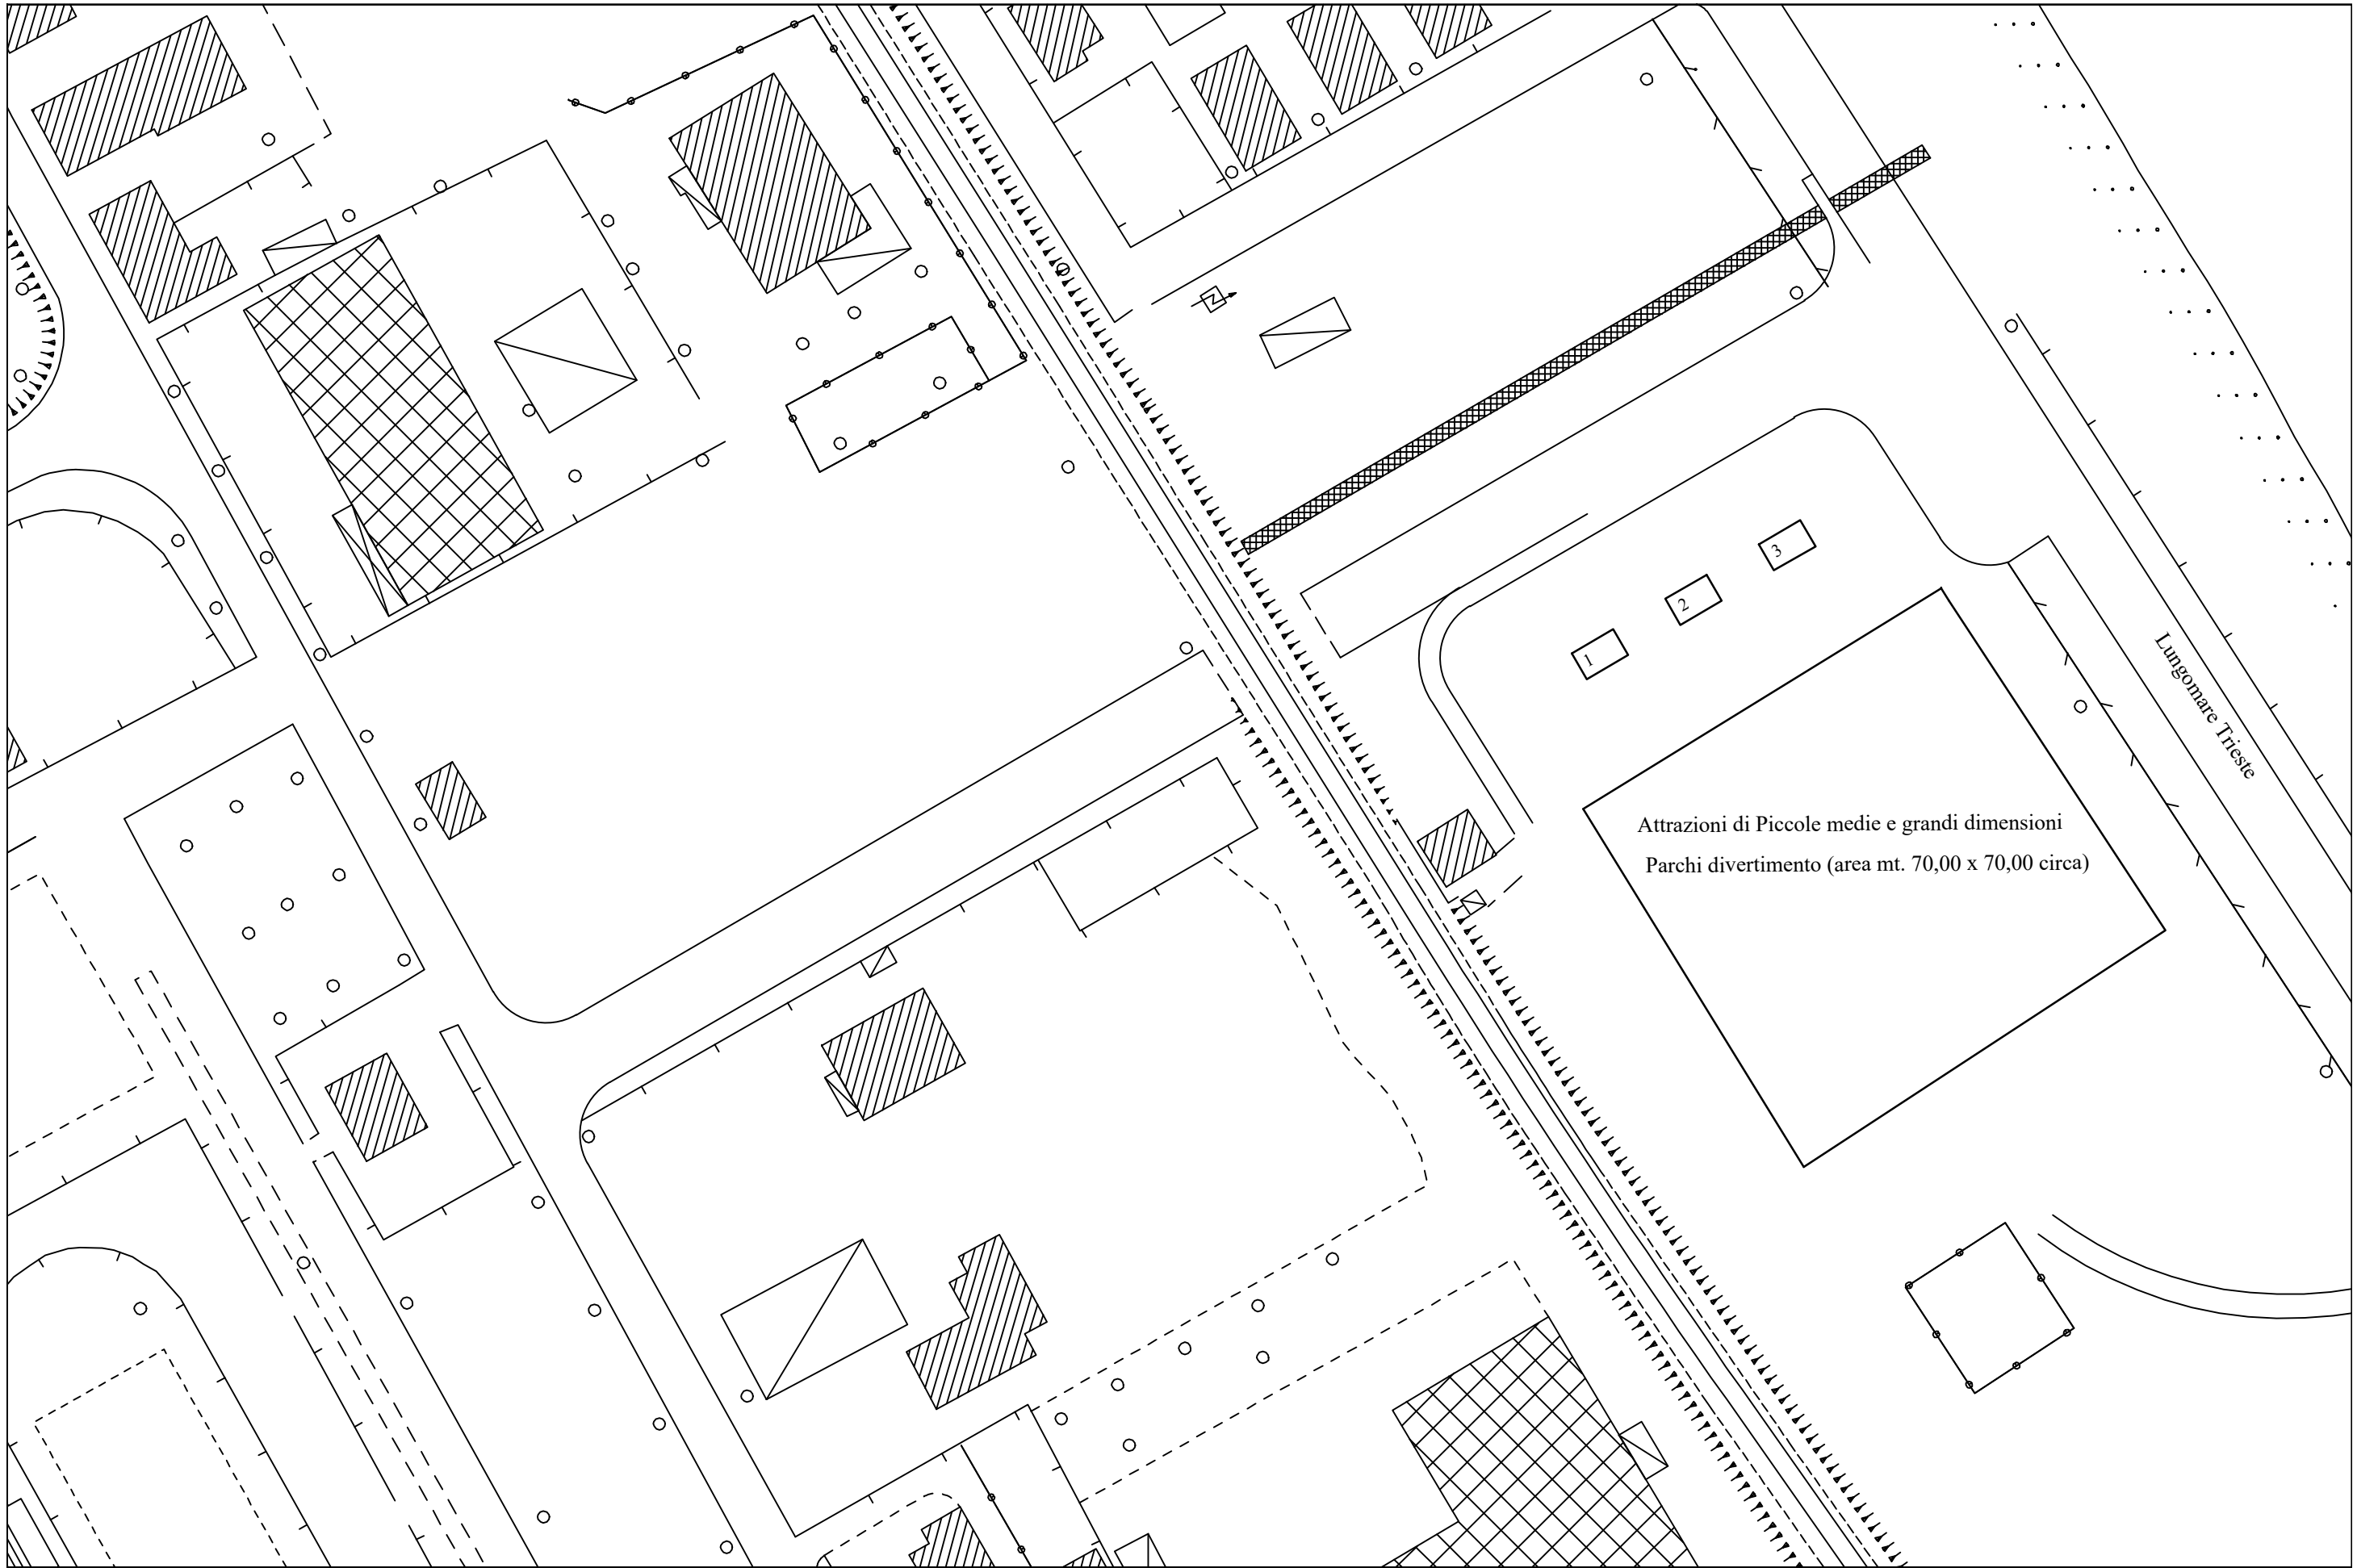 N
3
2
1
Lungomare Trieste
Attrazioni di Piccole medie e grandi dimensioni
Parchi divertimento (area mt. 70,00 x 70,00 circa)